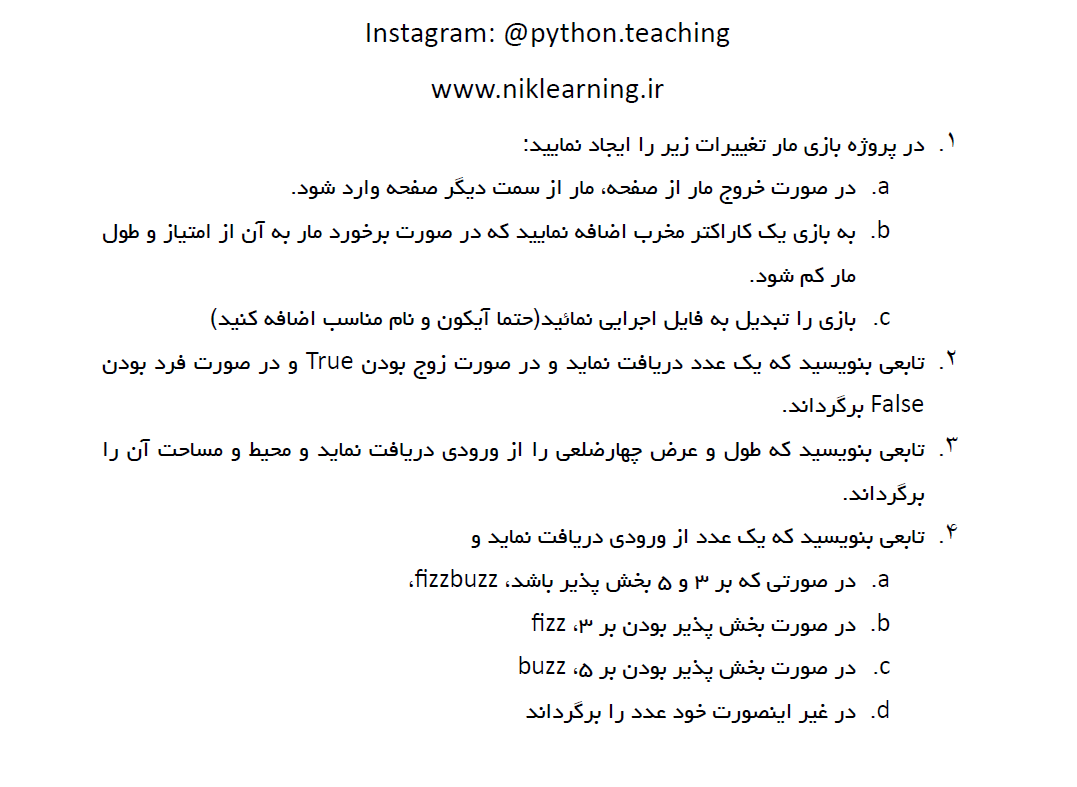 Instagram: @python.teaching
www.niklearning.ir
۱. در پروژه بازی مار تغییرات زیر را ایجاد نمایید:
a. در صورت خروج مار از صفحه، مار از سمت دیگر صفحه وارد شود.
b. به بازی یک کاراکتر مخرب اضافه نمایید که در صورت برخورد مار به آن از امتیاز و طول
مار کم شود.
c. بازی را تبدیل به فایل اجرایی نمائید(حتما آیکون و نام مناسب اضافه کنید)
۲. تابعی بنویسید که یک عدد دریافت نماید و در صورت زوج بودن True و در صورت فرد بودن
False برگرداند.
۳. تابعی بنویسید که طول و عرض چهارضلعی را از ورودی دریافت نماید و محیط و مساحت آن را
برگرداند.
۴. تابعی بنویسید که یک عدد از ورودی دریافت نماید و
a. در صورتی که بر ۳ و ۵ بخش پذیر باشد، fizzbuzz،
b. در صورت بخش پذیر بودن بر ۳، fizz
c. در صورت بخش پذیر بودن بر ۵، buzz
d. در غیر اینصورت خود عدد را برگرداند